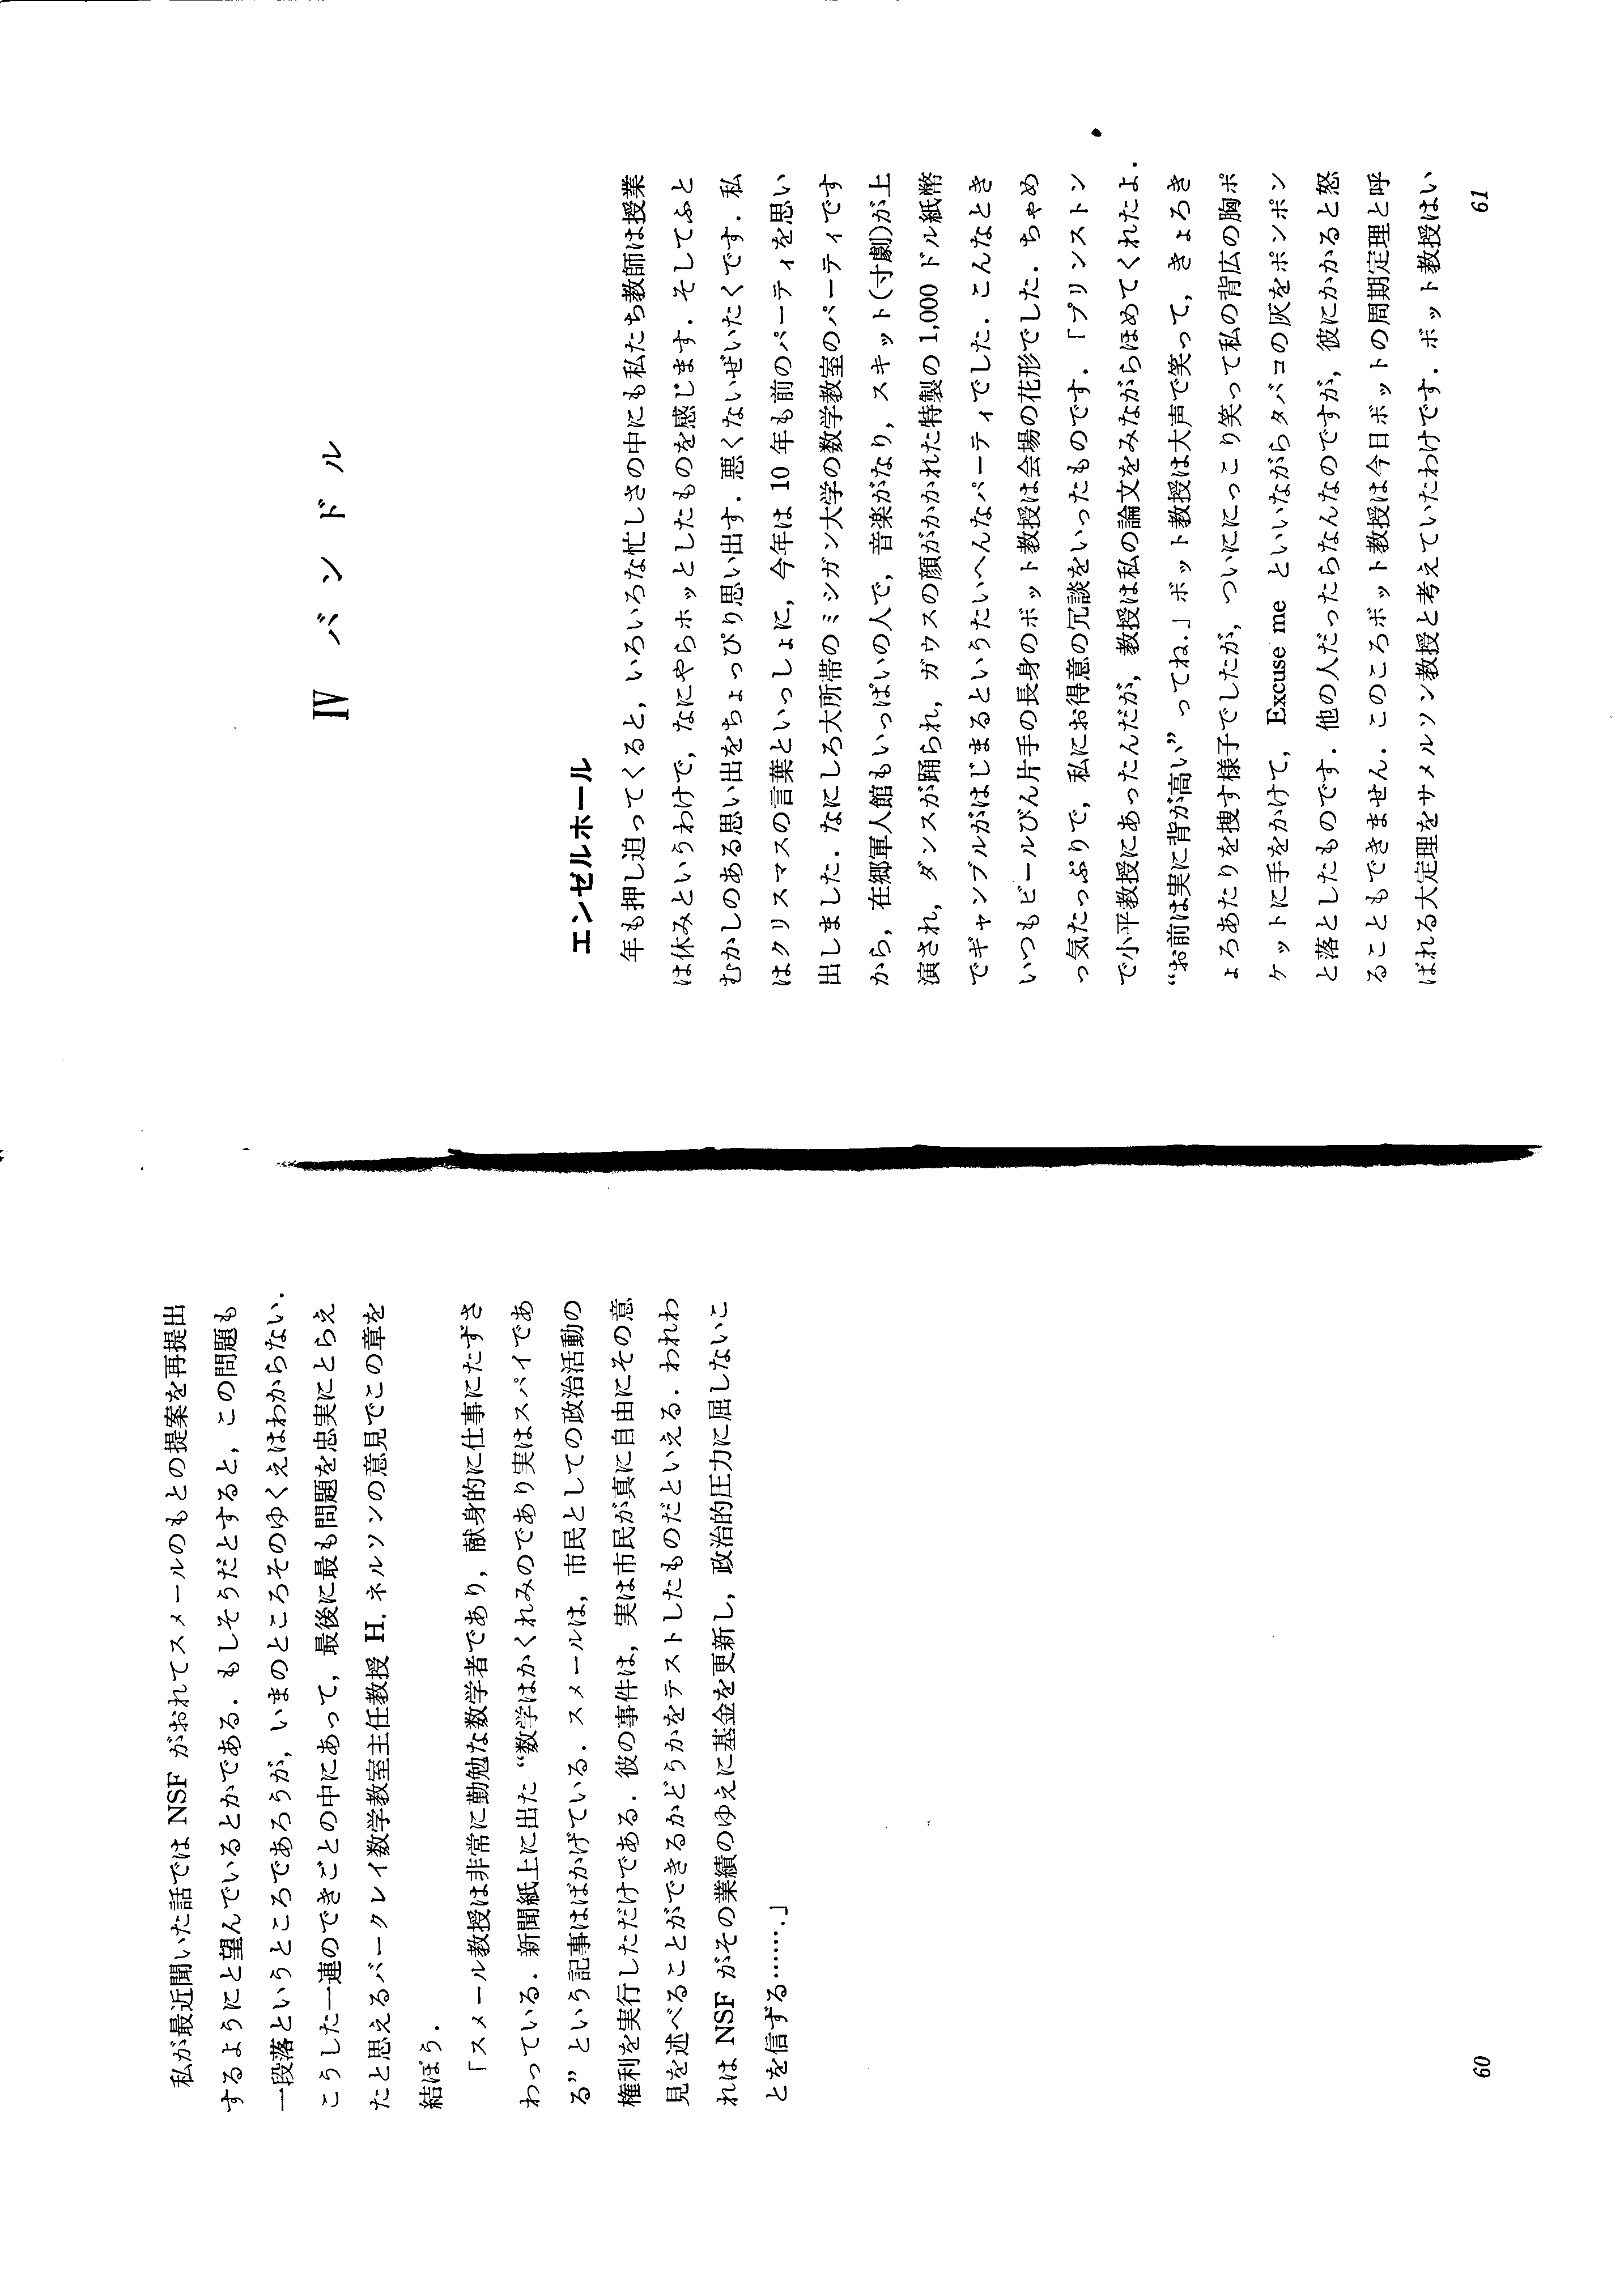 私が最近聞いた話では NSF がおれてスメールのもとの提案を再提出
するようにと望んでいるとかである．もしそうだとすると，この問題も
一段落というところであろうが，いまのところそのゆくえはわからない．
こうした一連のできごとの中にあって，最後に最も問題を忠実にとらえ
たと思えるバークレイ数学教室主任教授 H. ネルソンの意見でこの章を
結ぼう．
「スメール教授は非常に勤勉な数学者であり，献身的に仕事にたずさ
わっている．新聞紙上に出た “数学はかくれみのであり実はスパイであ
る” という記事はばかげている．スメールは，市民としての政治活動の
権利を実行しただけである．彼の事件は，実は市民が真に自由にその意
見を述べることができるかどうかをテストしたものだといえる．われわ
れは NSF がその業績のゆえに基金を更新し，政治的圧力に屈しないこ
とを信ずる…….」
60
IV バンドル
エンゼルホール
年も押し迫ってくると，いろいろな忙しさの中にも私たち教師は授業
は休みというわけで，なにやらホッとしたものを感じます．そしてふと
むかしのある思い出をちょっぴり思い出す．悪くないぜいたくです．私
はクリスマスの言葉といっしょに，今年は 10 年も前のパーティを思い
出しました．なにしろ大所帯のミシガン大学の数学教室のパーティです
から，在郷軍人館もいっぱいの人で，音楽がなり，スキット(寸劇)が上
演され，ダンスが踊られ，ガウスの顔がかかれた特製の 1,000 ドル紙幣
でギャンブルがはじまるというたいへんなパーティでした．こんなとき
いつもビールびん片手の長身のボット教授は会場の花形でした．ちゃめ
っ気たっぷりで，私にお得意の冗談をいったものです．「プリンストン
で小平教授にあったんだが，教授は私の論文をみながらほめてくれたよ．
“お前は実に背が高い” ってね．」ボット教授は大声で笑って，きょろき
ょろあたりを捜す様子でしたが，ついににっこり笑って私の背広の胸ポ
ケットに手をかけて，Excuse me といいながらタバコの灰をポンポン
と落としたものです．他の人だったらなんなのですが，彼にかかると怒
ることもできません．このころボット教授は今日ボットの周期定理と呼
ばれる大定理をサメルソン教授と考えていたわけです．ボット教授はい
61